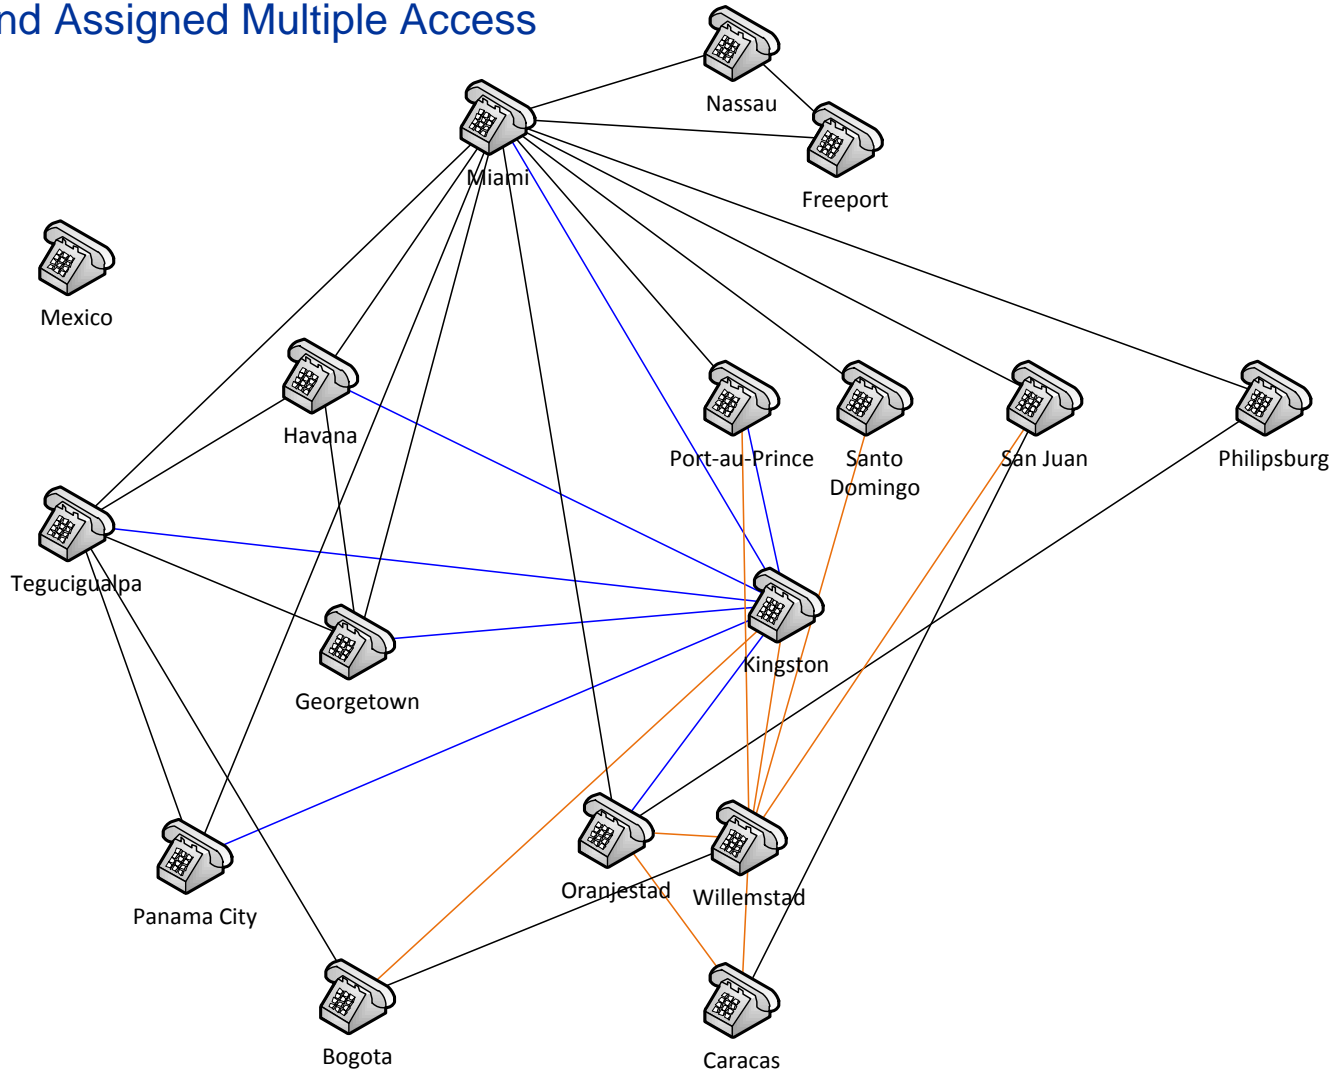 nd Assigned Multiple Access
Nassau
Miami
Freeport
Mexico
Havana
Port-au-Prince
Santo
Domingo
San Juan
Philipsburg
Tegucigualpa
Kingston
Georgetown
Oranjestad
Willemstad
Panama City
Bogota
Caracas